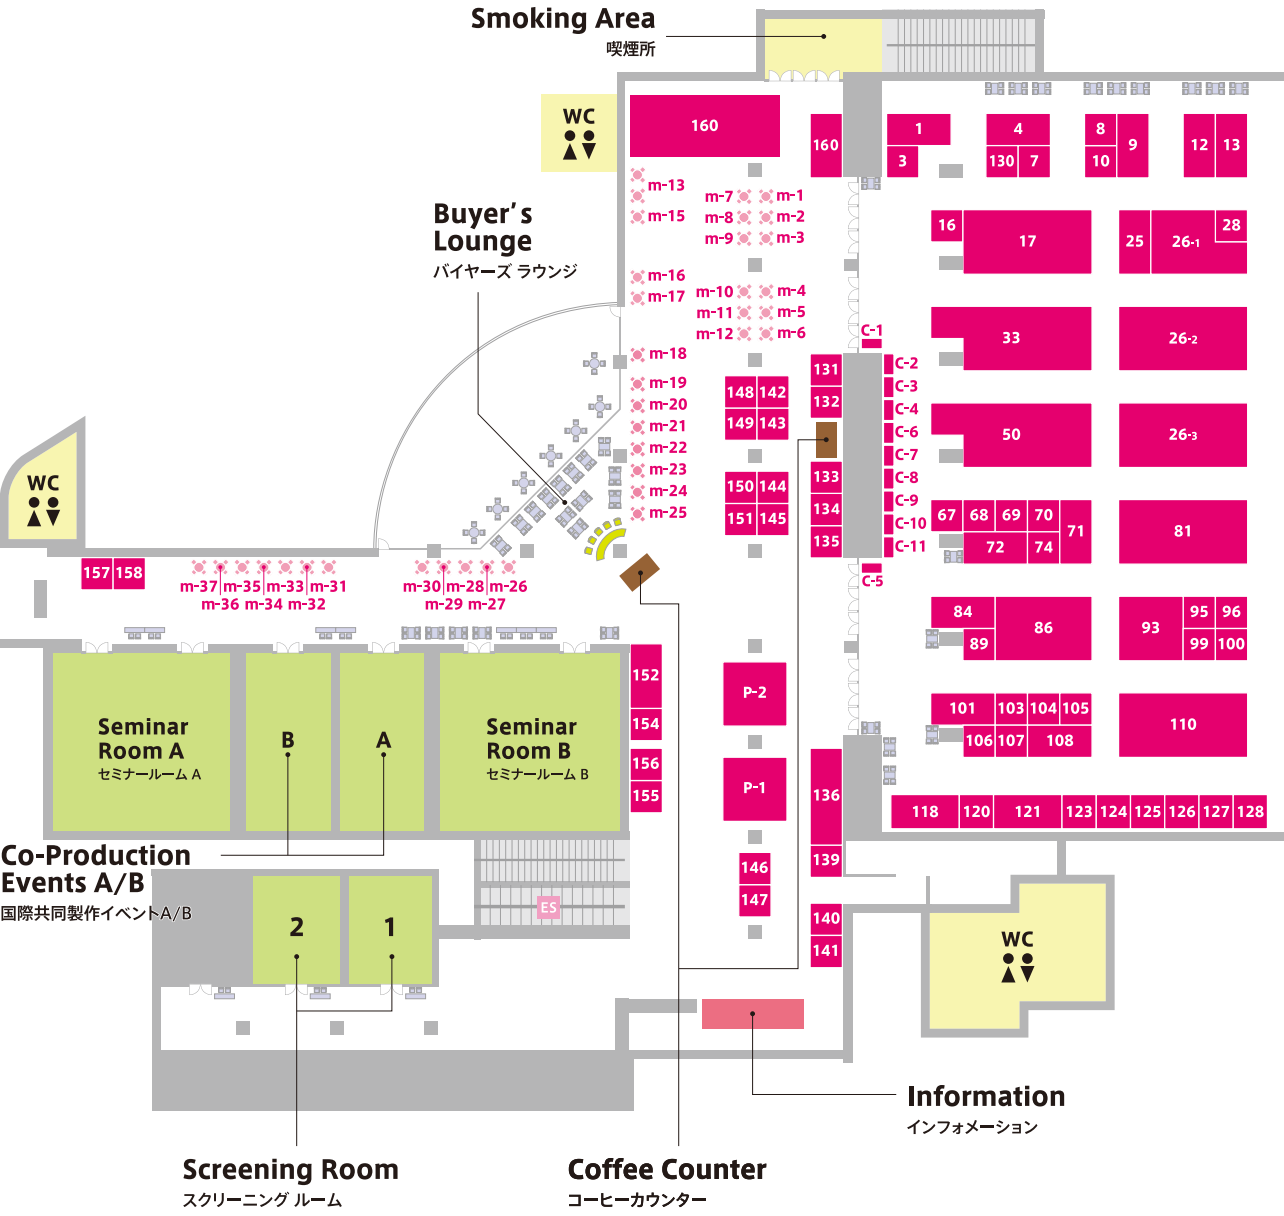 Smoking Area
喫煙所
WC
160
160
1
3
4
130
7
8
10
9
12
13
m-13
m-15
m-7
m-1
m-8
m-2
m-9
m-3
Buyer's
Lounge
バイヤーズ ラウンジ
16
17
25
26-1
28
m-16
m-17
m-10
m-4
m-11
m-5
m-12
m-6
33
26-2
C-1
m-18
131
132
C-2
C-3
C-4
C-6
C-7
C-8
C-9
C-10
C-11
C-5
m-19
m-20
m-21
m-22
m-23
m-24
m-25
148
142
149
143
50
26-3
WC
150
144
151
145
133
134
135
67
68
69
70
71
72
74
81
157
158
m-37
m-35
m-33
m-31
m-36
m-34
m-32
m-30
m-28
m-26
m-29
m-27
84
89
86
93
95
96
99
100
Seminar
Room A
セミナールーム A
B
A
Seminar
Room B
セミナールーム B
152
154
156
155
P-2
P-1
101
103
104
105
106
107
108
110
136
139
118
120
121
123
124
125
126
127
128
Co-Production
Events A/B
国際共同製作イベントA/B
146
147
140
141
ES
2
1
WC
Information
インフォメーション
Screening Room
スクリーニング ルーム
Coffee Counter
コーヒーカウンター